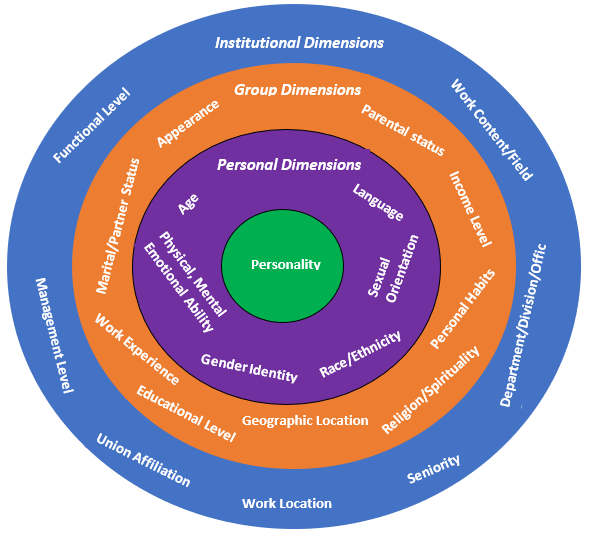 Institutional Dimensions
Functional Level
Work Content/Field
Department/Division/Offic
Seniority
Work Location
Union Affiliation
Management Level
Group Dimensions
Appearance
Parental status
Income Level
Personal Habits
Religion/Spirituality
Geographic Location
Educational Level
Work Experience
Marital/Partner Status
Personal Dimensions
Age
Language
Sexual
Orientation
Race/Ethnicity
Gender Identity
Physical, Mental
Emotional Ability
Personality